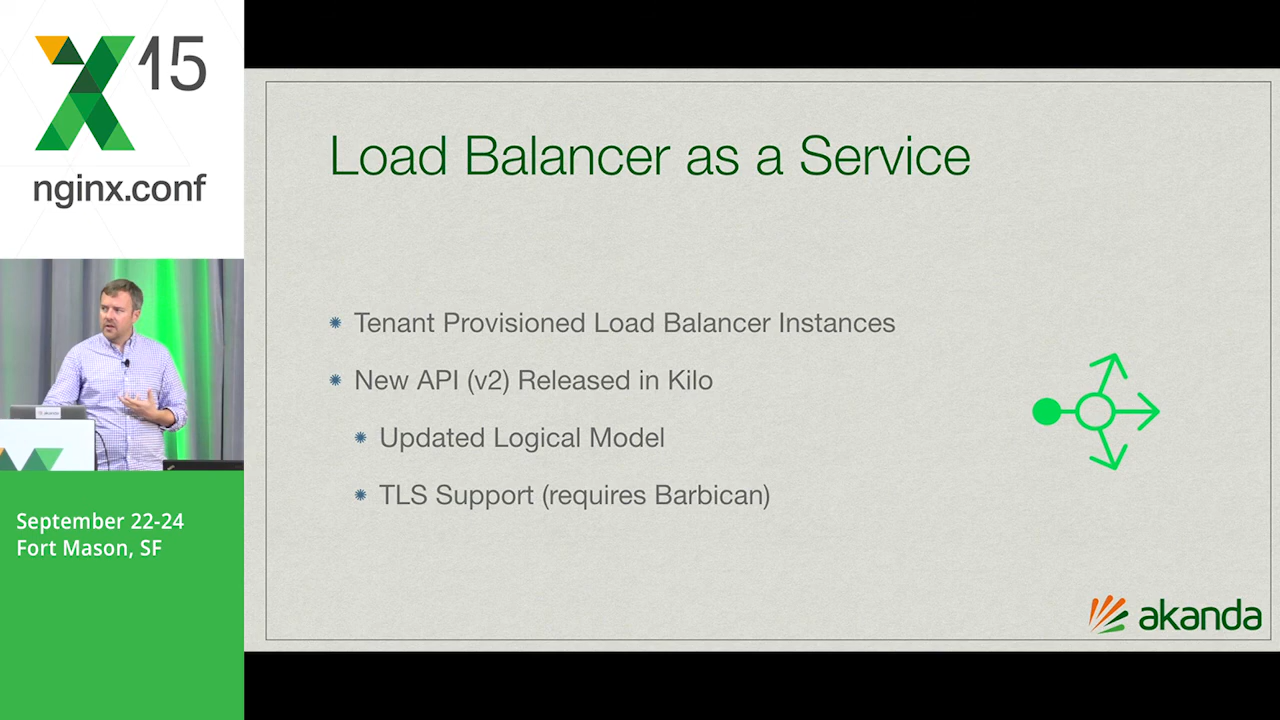 15
nginx.conf
akanda
September 22-24
Fort Mason, SF
Load Balancer as a Service
Tenant Provisioned Load Balancer Instances
New API (v2) Released in Kilo
Updated Logical Model
TLS Support (requires Barbican)
akanda